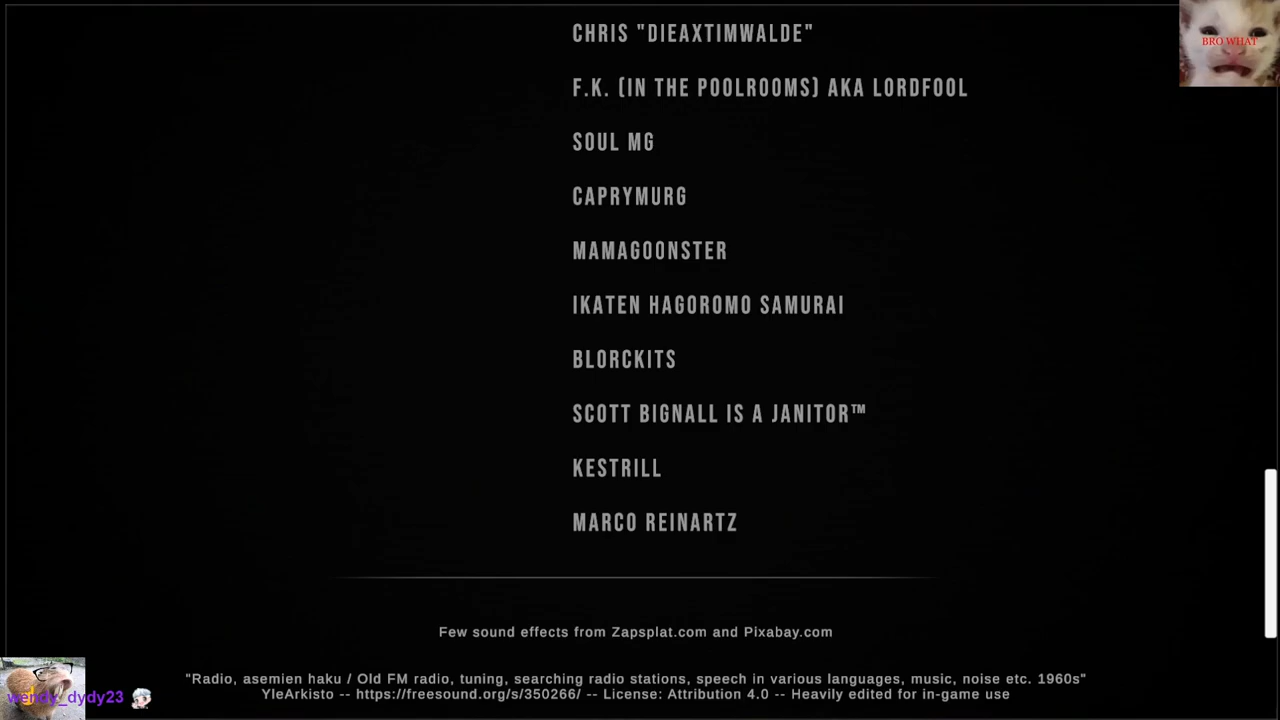 CHRIS "DIEAXTIMWALDE"
BRO WHAT
F.K. (IN THE POOLROOMS) AKA LORDFOOL
SOUL MG
CAPRYMURG
MAMAGOONSTER
IKATEN HAGOROMO SAMURAI
BLORCKITS
SCOTT BIGNALL IS A JANITOR™
KESTRILL
MARCO REINARTZ
Few sound effects from Zapsplat.com and Pixabay.com
"Radio, asemien haku / Old FM radio, tuning, searching radio stations, speech in various languages, music, noise etc. 1960s"
YleArkisto -- https://freesound.org/s/350266/ -- License: Attribution 4.0 -- Heavily edited for in-game use
wendy_dydy23